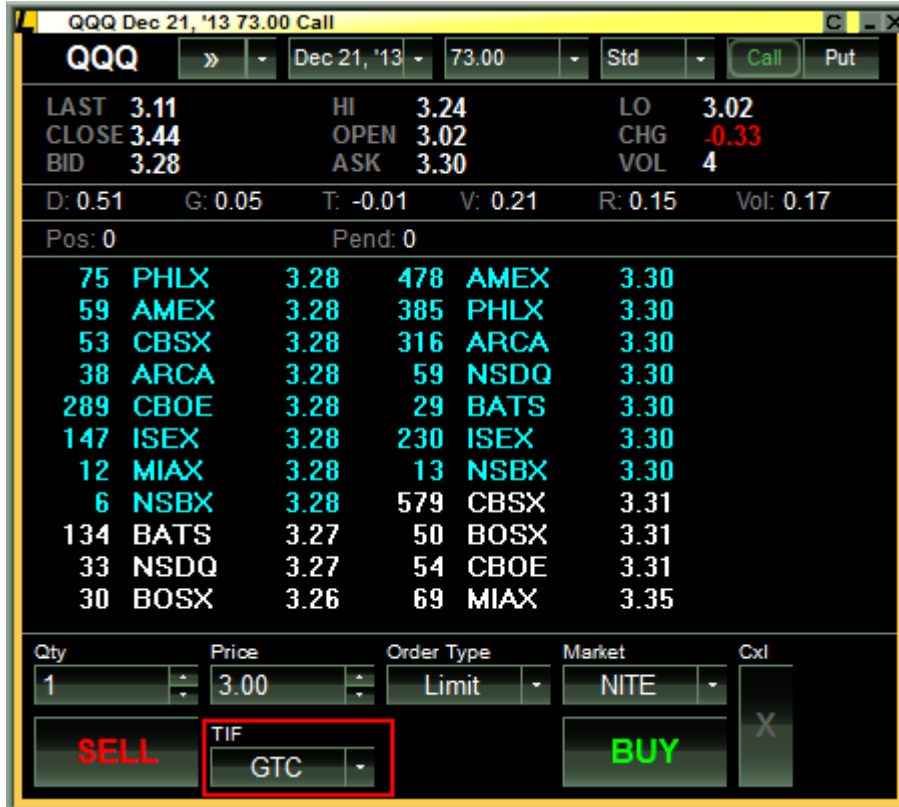 QQQ Dec 21, '13 73.00 Call C - X
QQQ » Dec 21, '13 73.00 Std Call Put
LAST 3.11 HI 3.24 LO 3.02
CLOSE 3.44 OPEN 3.02 CHG -0.33
BID 3.28 ASK 3.30 VOL 4
D: 0.51 G: 0.05 T: -0.01 V: 0.21 R: 0.15 Vol: 0.17
Pos: 0 Pend: 0
75 PHLX 3.28 478 AMEX 3.30
59 AMEX 3.28 385 PHLX 3.30
53 CBSX 3.28 316 ARCA 3.30
38 ARCA 3.28 59 NSDQ 3.30
289 CBOE 3.28 29 BATS 3.30
147 ISEX 3.28 230 ISEX 3.30
12 MIAX 3.28 13 NSBX 3.30
6 NSBX 3.28 579 CBSX 3.31
134 BATS 3.27 50 BOSX 3.31
33 NSDQ 3.27 54 CBOE 3.31
30 BOSX 3.26 69 MIAX 3.35
Qty Price Order Type Market Cxl
1 3.00 Limit NITE X
TIF
SELL GTC BUY